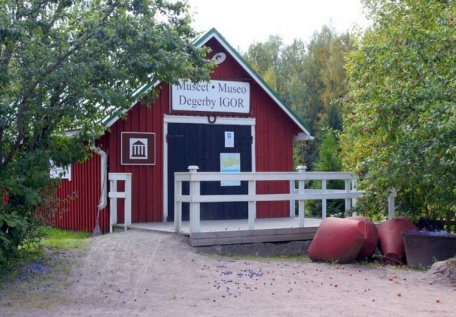 Museet • Museo
Degerby IGOR